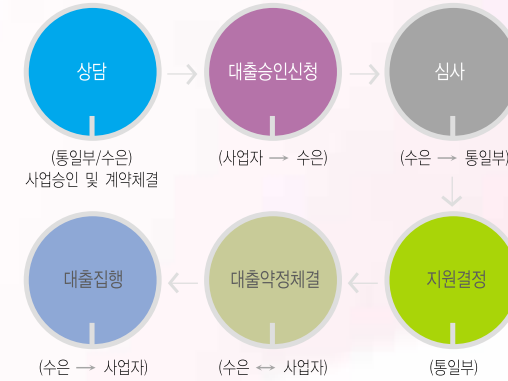 상담
대출승인신청
심사
(통일부/수은)
사업승인 및 계약체결
(사업자 → 수은)
(수은 → 통일부)
지원결정
대출약정체결
대출집행
(통일부)
(수은 ↔ 사업자)
(수은 → 사업자)